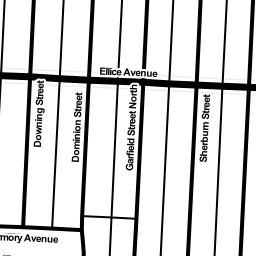 Ellice Avenue
Downing Street
Dominion Street
Garfield Street North
Sherburn Street
mory Avenue